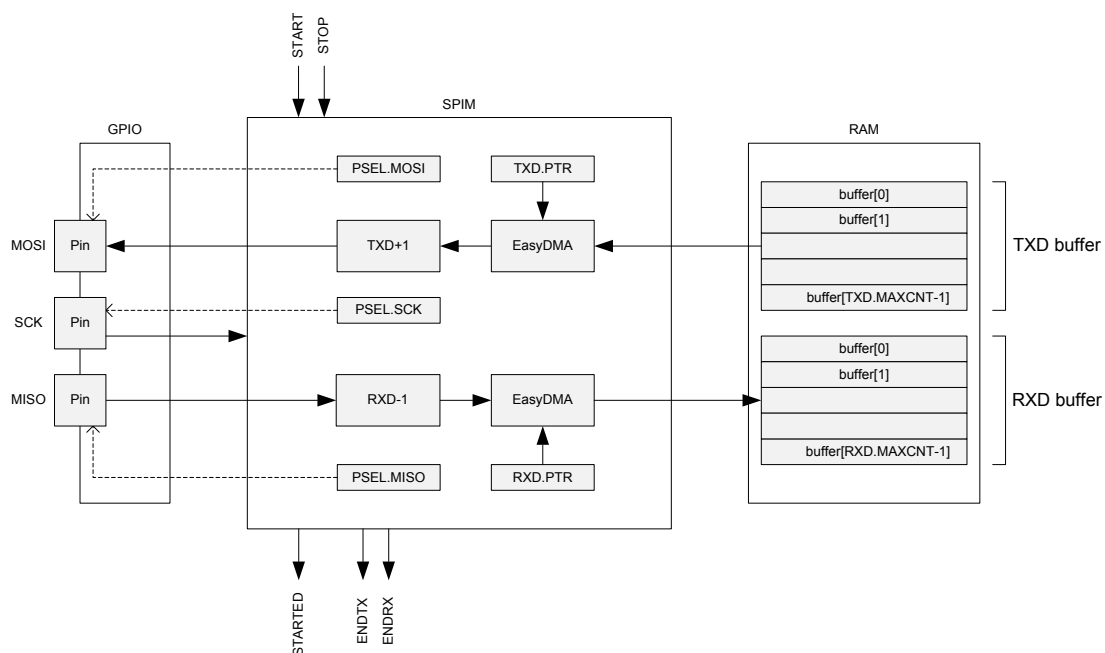 START
STOP
SPIM
GPIO
RAM
PSEL.MOSI
TXD.PTR
buffer[0]
buffer[1]
MOSI
Pin
TXD+1
EasyDMA
TXD buffer
buffer[TXD.MAXCNT-1]
PSEL.SCK
SCK
Pin
buffer[0]
buffer[1]
MISO
Pin
RXD-1
EasyDMA
RXD buffer
buffer[RXD.MAXCNT-1]
PSEL.MISO
RXD.PTR
STARTED
ENDTX
ENDRX